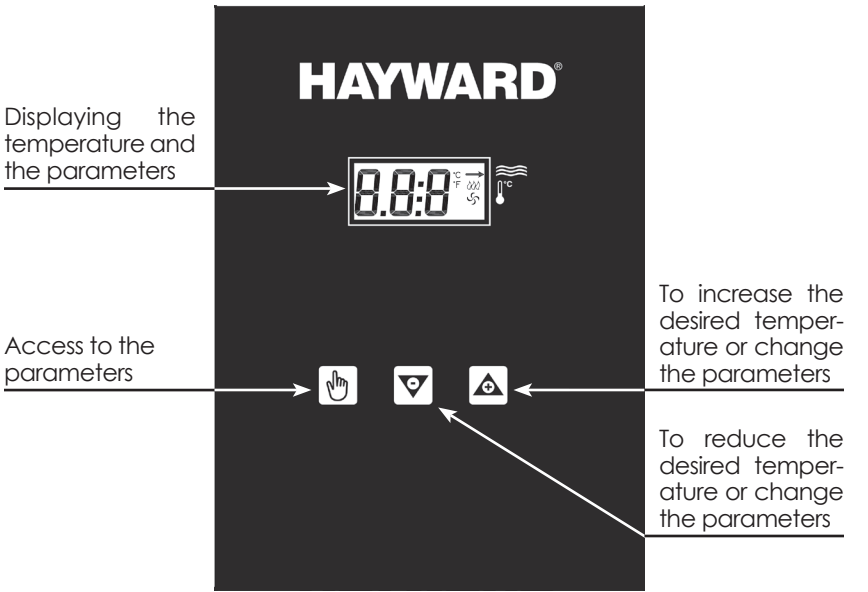 HAYWARD®
Displaying the
temperature and
the parameters
8.8:8 °C
°F
°C
Access to the
parameters
To increase the
desired temper-
ature or change
the parameters
To reduce the
desired temper-
ature or change
the parameters